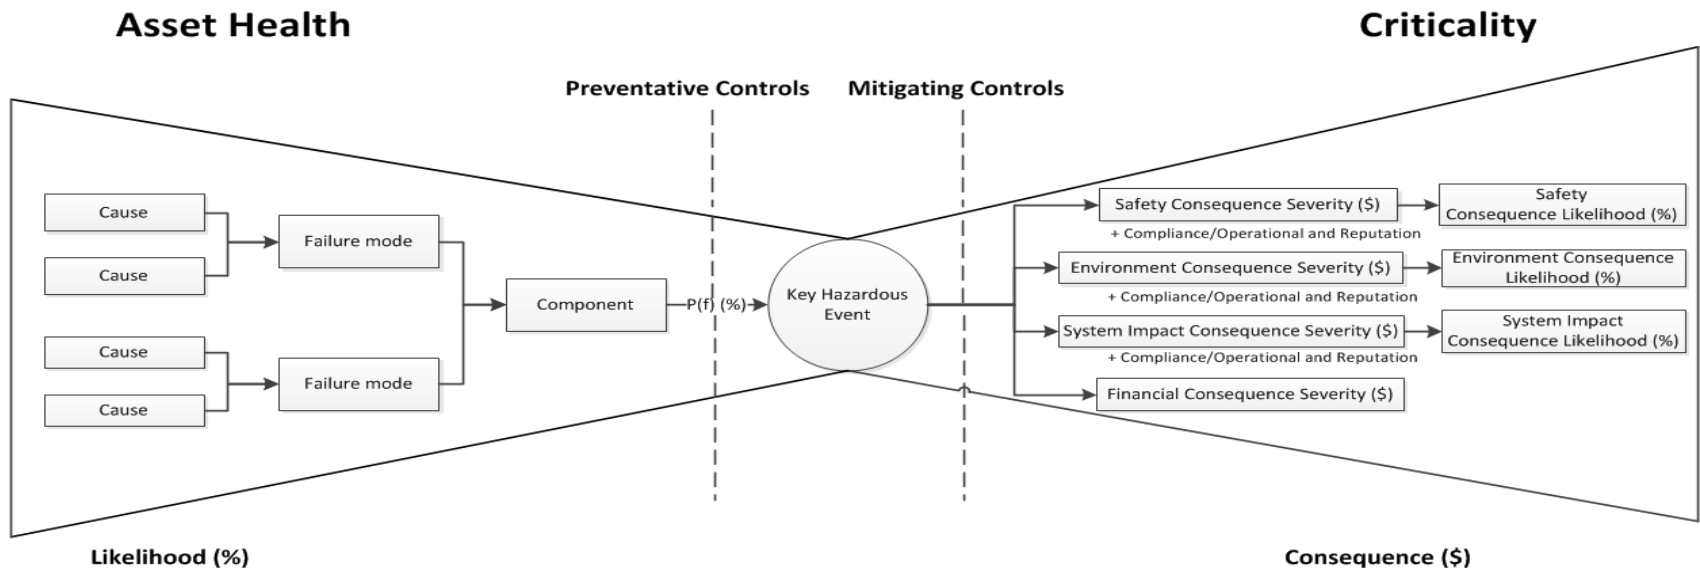 Asset Health
Criticality
Preventative Controls
Mitigating Controls
Cause
Cause
Failure mode
Cause
Cause
Failure mode
Component
P(f) (%)
Key Hazardous
Event
Safety Consequence Severity ($)
+ Compliance/Operational and Reputation
Safety
Consequence Likelihood (%)
Environment Consequence Severity ($)
+ Compliance/Operational and Reputation
Environment Consequence
Likelihood (%)
System Impact Consequence Severity ($)
+ Compliance/Operational and Reputation
System Impact
Consequence Likelihood (%)
Financial Consequence Severity ($)
Likelihood (%)
Consequence ($)